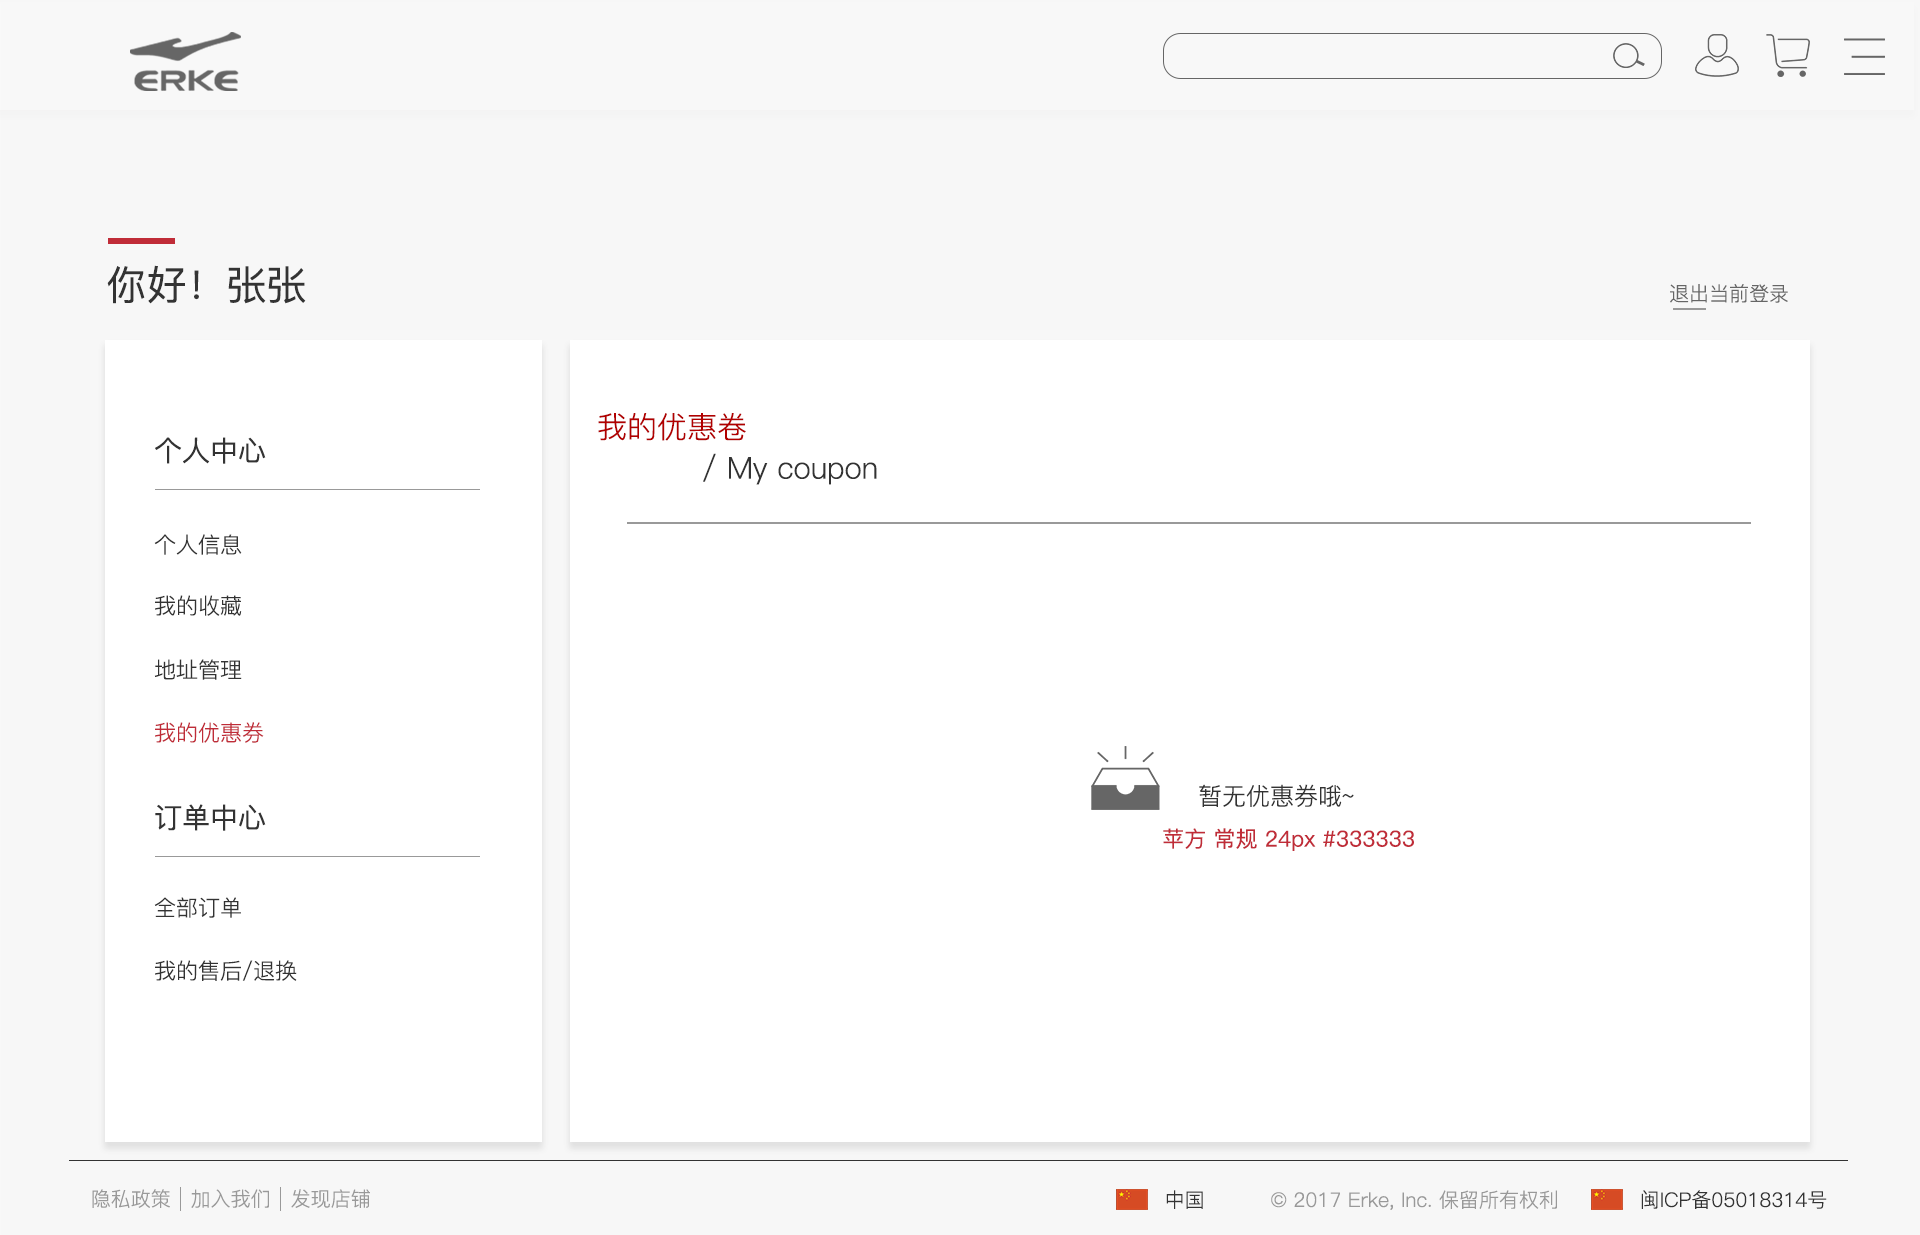 ERKE
你好！张张
退出当前登录
个人中心
个人信息
我的收藏
地址管理
我的优惠券
订单中心
全部订单
我的售后/退换
我的优惠卷
/ My coupon
暂无优惠券哦~
苹方 常规 24px #333333
隐私政策│加入我们│发现店铺
中国
© 2017 Erke, Inc. 保留所有权利
闽ICP备05018314号